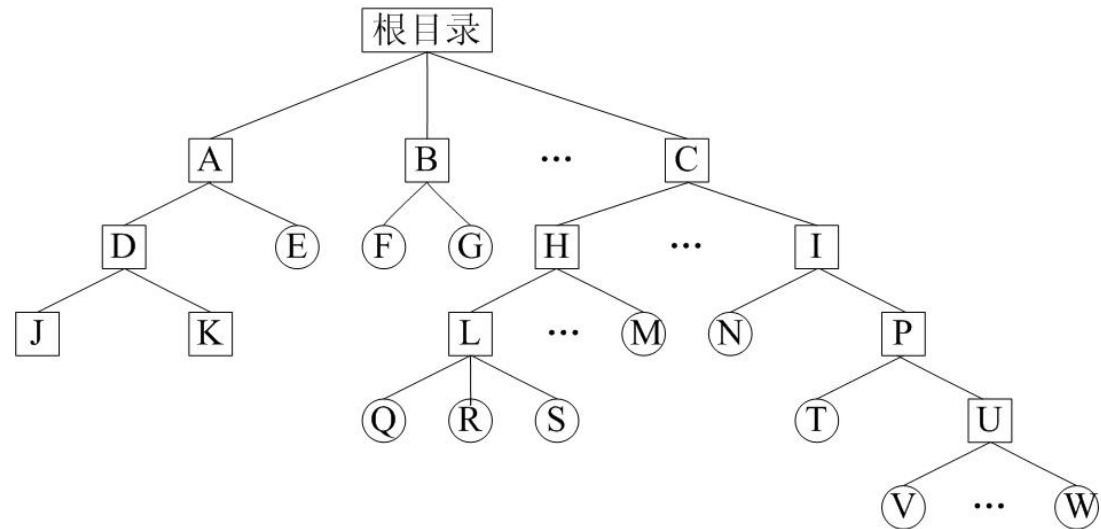 根目录
A B ... C
D E F G H ... I
J K L ... M N P
Q R S T U
V ... W